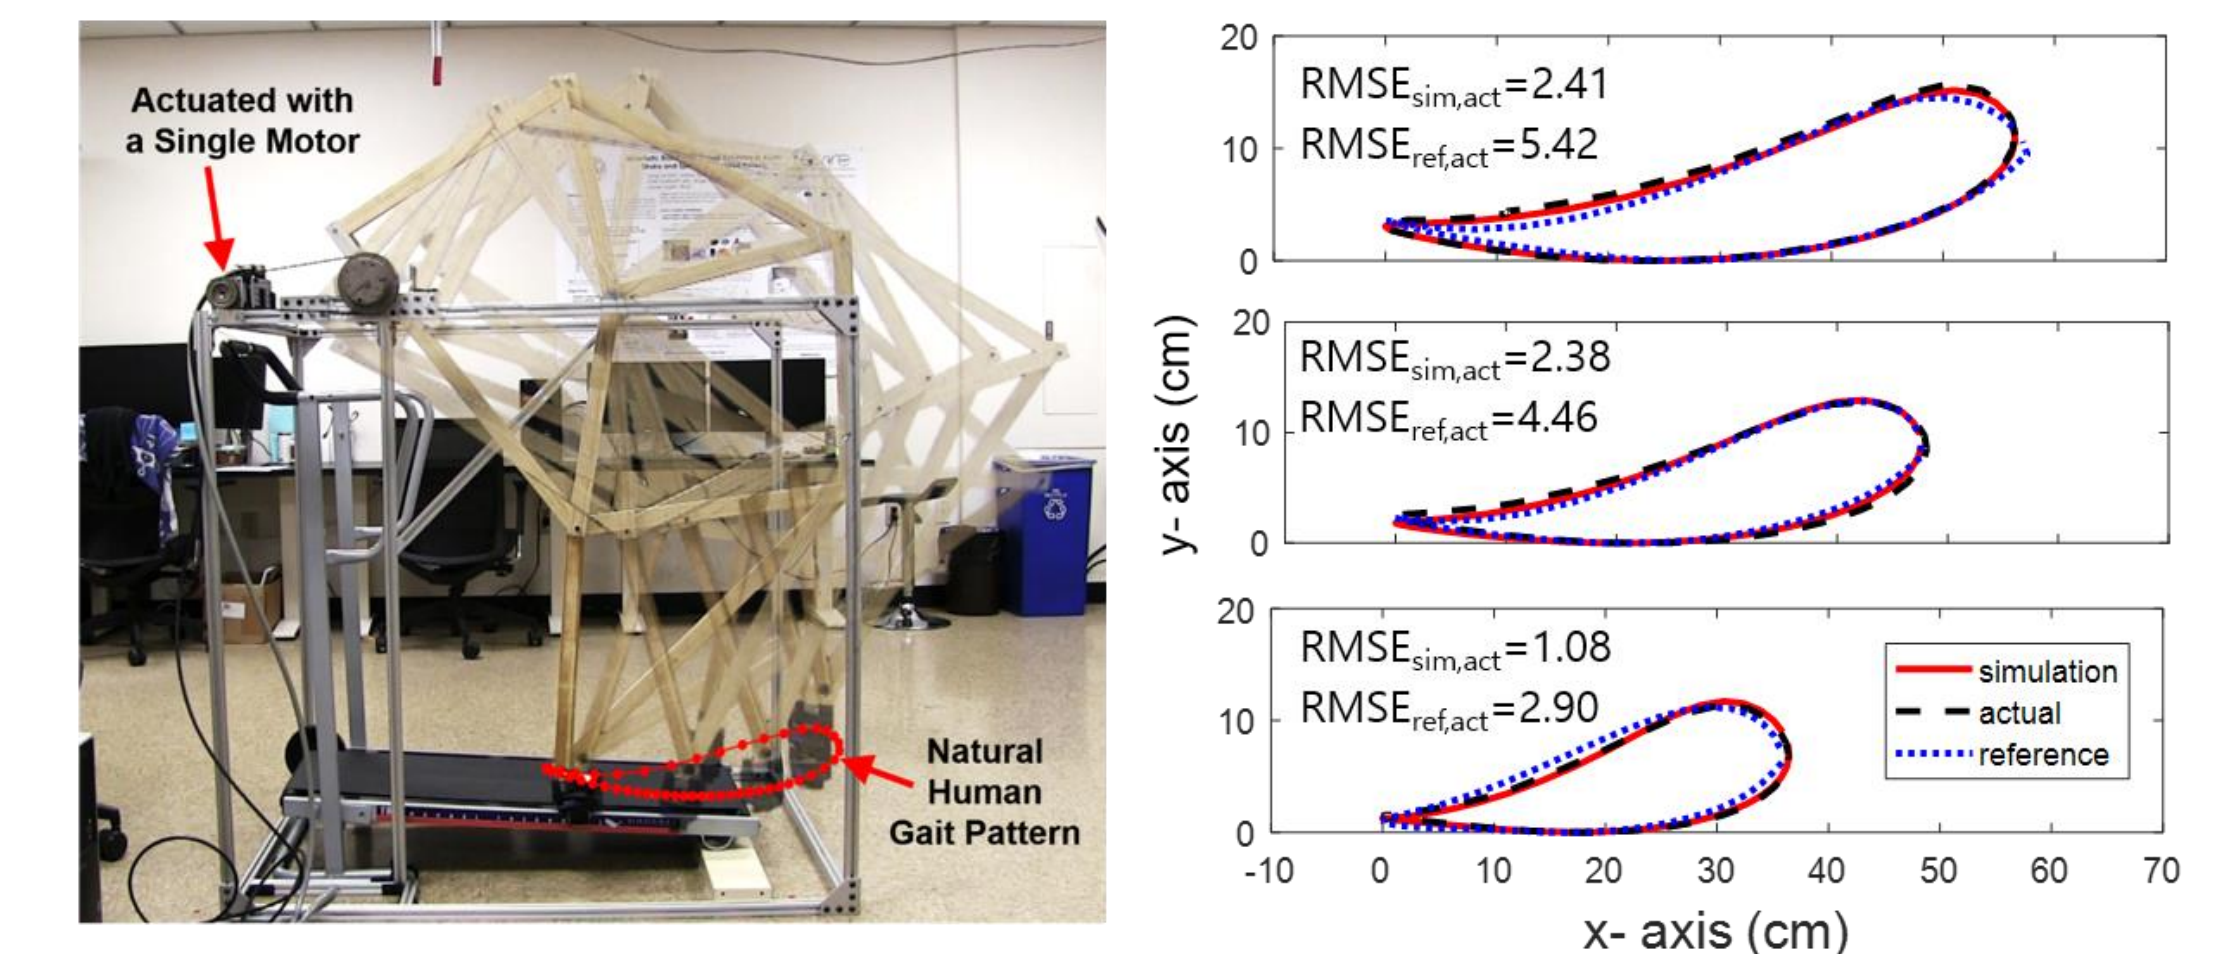 Actuated with
a Single Motor
Natural
Human
Gait Pattern
20
RMSEsim,act=2.41
RMSEref,act=5.42
10
0
20
RMSEsim,act=2.38
RMSEref,act=4.46
10
0
y- axis (cm)
20
RMSEsim,act=1.08
RMSEref,act=2.90
10
0
simulation
actual
reference
-10 0 10 20 30 40 50 60 70
x- axis (cm)